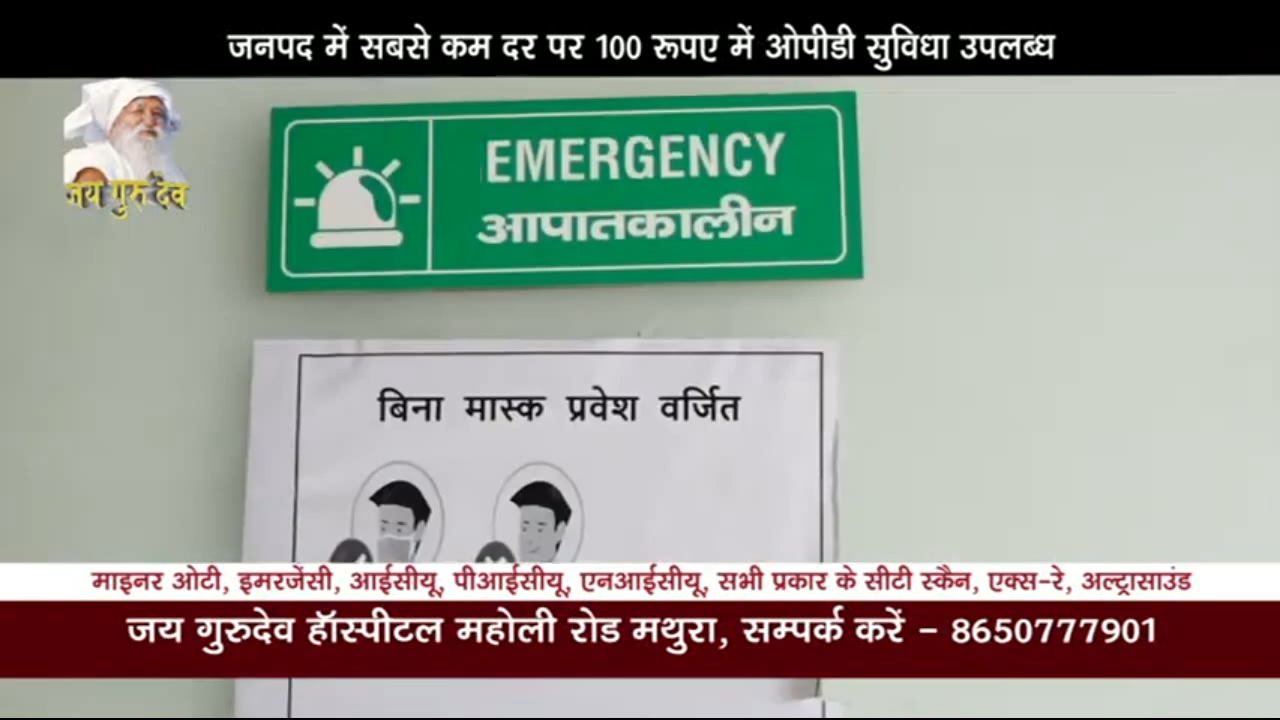 जनपद में सबसे कम दर पर 100 रूपए में ओपीडी सुविधा उपलब्ध
जय गुरु देव
EMERGENCY
आपातकालीन
बिना मास्क प्रवेश वर्जित
माइनर ओटी, इमरजेंसी, आईसीयू, पीआईसीयू, एनआईसीयू, सभी प्रकार के सीटी स्कैन, एक्स-रे, अल्ट्रासाउंड
जय गुरुदेव हॉस्पीटल महोली रोड मथुरा, सम्पर्क करें - 8650777901